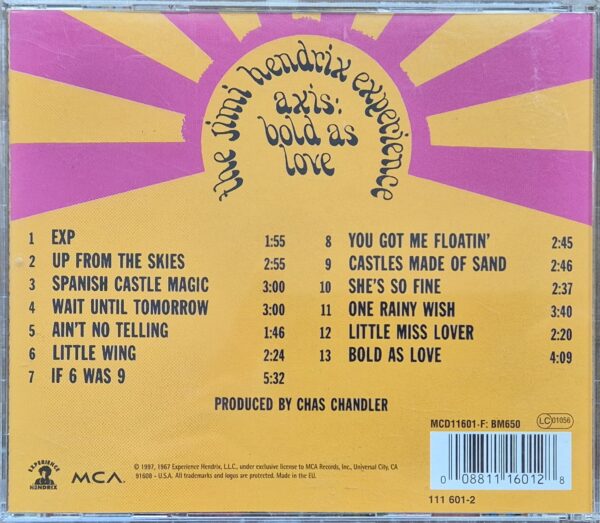 the jimi hendrix experience
axis:
bold as
love
1 EXP 1:55
2 UP FROM THE SKIES 2:55
3 SPANISH CASTLE MAGIC 3:00
4 WAIT UNTIL TOMORROW 3:00
5 AIN'T NO TELLING 1:46
6 LITTLE WING 2:24
7 IF 6 WAS 9 5:32
8 YOU GOT ME FLOATIN' 2:45
9 CASTLES MADE OF SAND 2:46
10 SHE'S SO FINE 2:37
11 ONE RAINY WISH 3:40
12 LITTLE MISS LOVER 2:20
13 BOLD AS LOVE 4:09
PRODUCED BY CHAS CHANDLER
MCD11601-F: BM650
LC 01056
EXPERIENCE
HENDRIX
MCA.
© 1997, 1967 Experience Hendrix, L.L.C., under exclusive license to MCA Records, Inc., Universal City, CA
91608 – U.S.A. All trademarks and logos are protected. Made in the EU.
0 08811 16012 8
111 601-2